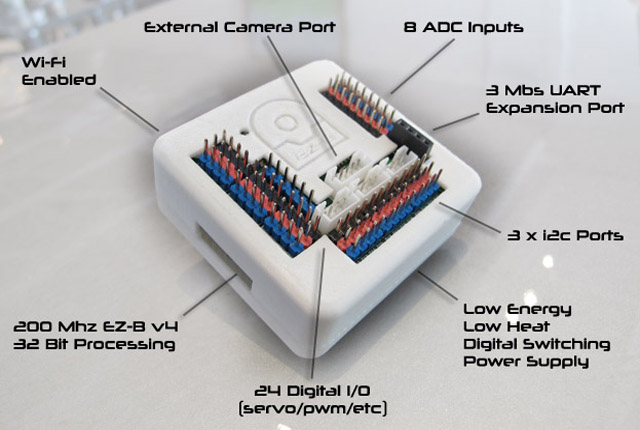 External Camera Port
8 ADC Inputs
Wi-Fi
Enabled
3 Mbs UART
Expansion Port
3 x i2c Ports
200 Mhz EZ-B v4
32 Bit Processing
Low Energy
Low Heat
Digital Switching
Power Supply
24 Digital I/O
(servo/pwm/etc)